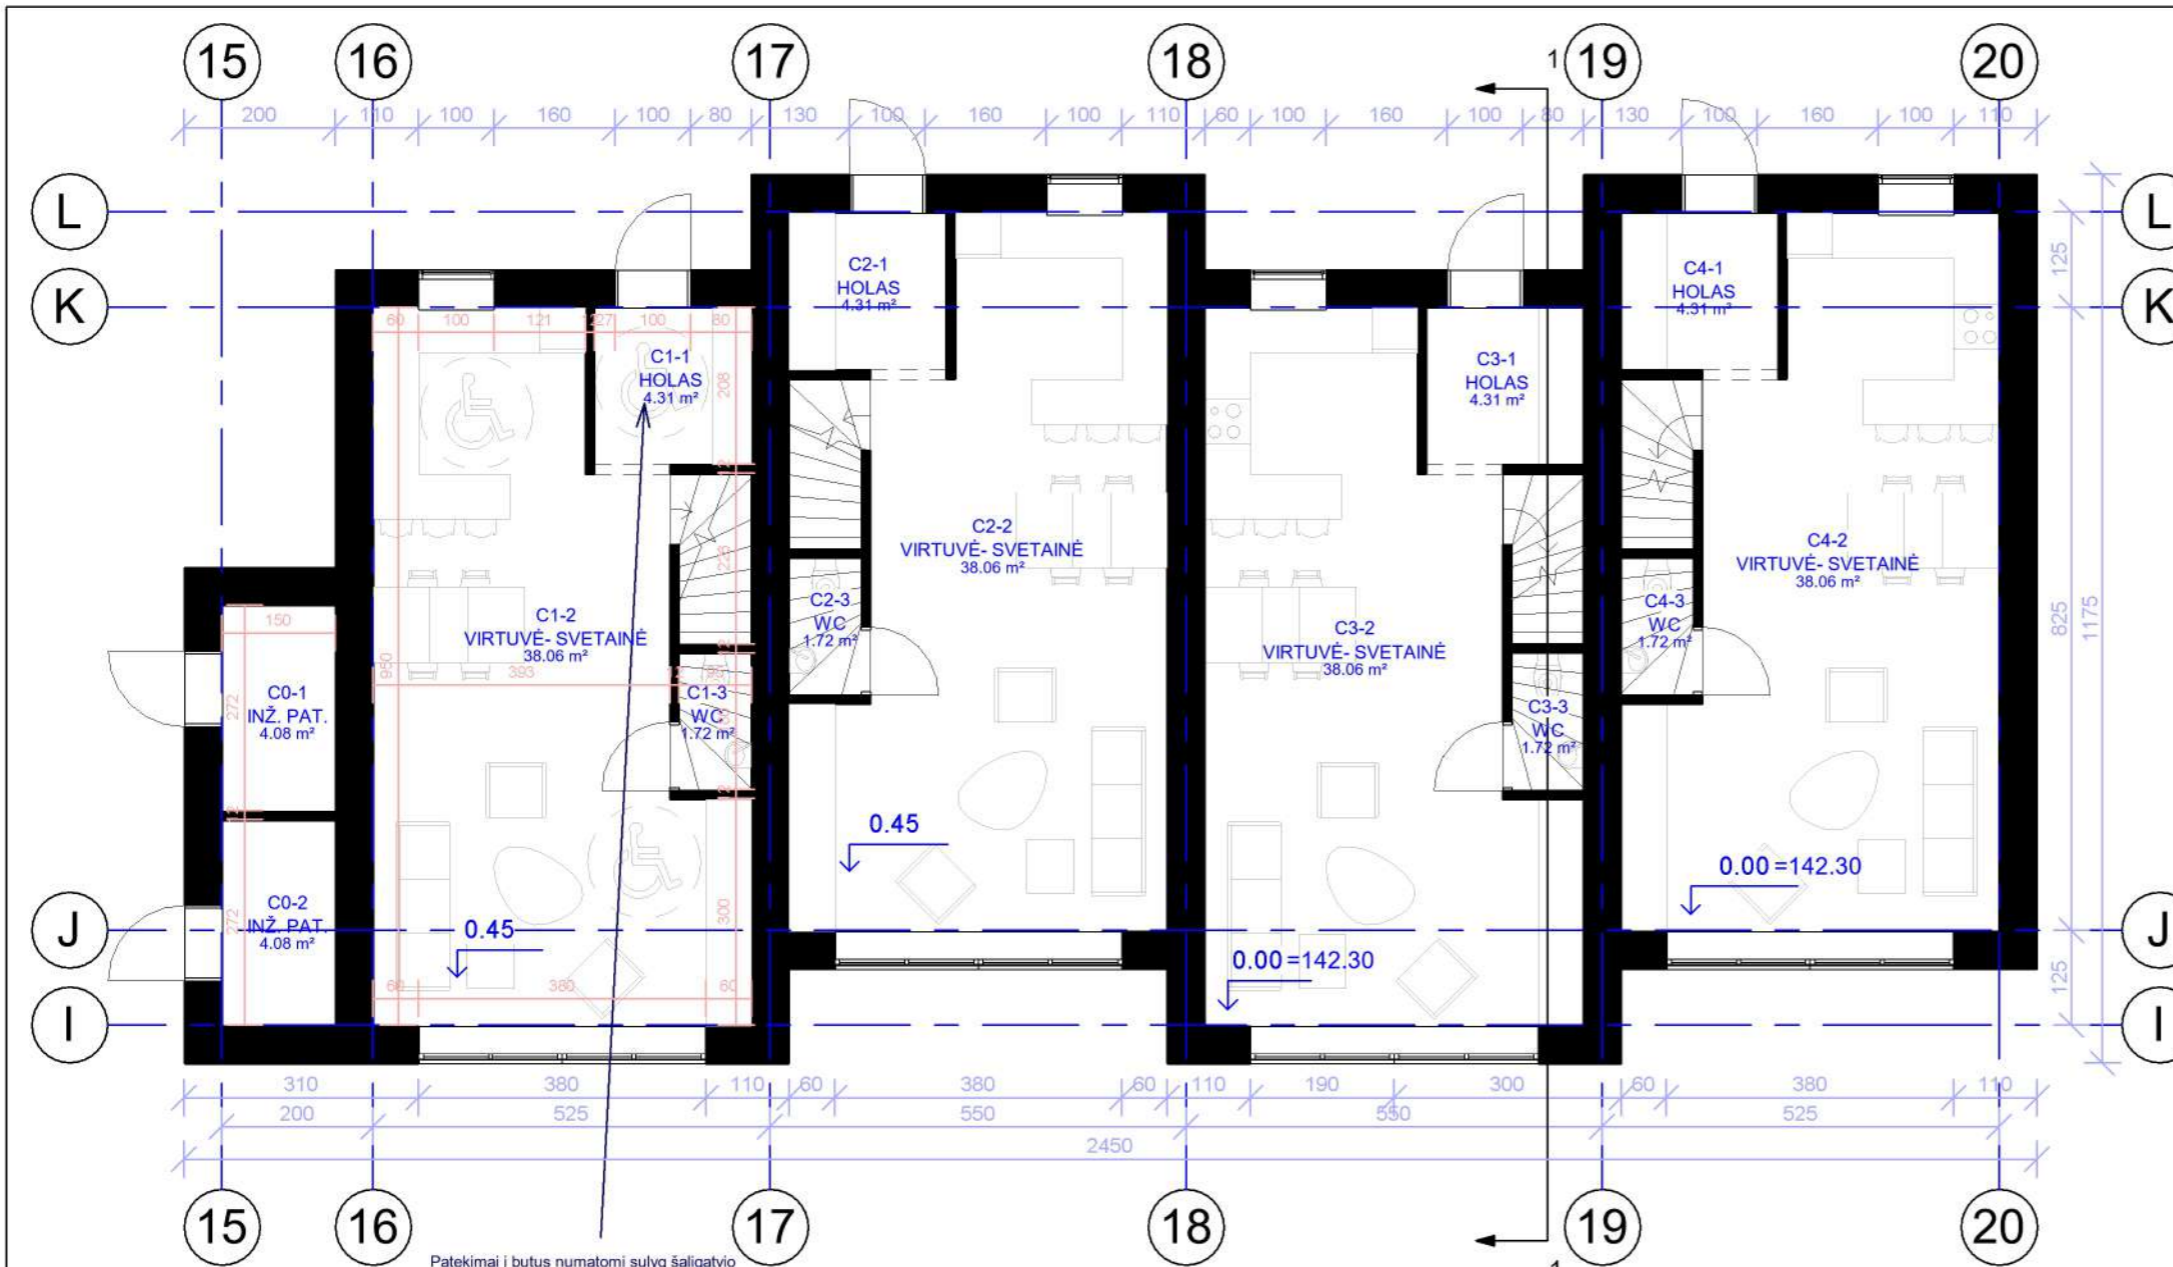 15 16 17 18 1 19 20
200 110 100 160 100 80 130 100 160 100 110 60 100 160 100 80 130 100 160 100 110
L L
K K
60 100 121 100 80
C2-1
HOLAS
4.31 m²
C4-1
HOLAS
4.31 m²
125
C1-1
HOLAS
4.31 m²
208
C3-1
HOLAS
4.31 m²
C2-2
VIRTUVĖ- SVETAINĖ
38.06 m²
C4-2
VIRTUVĖ- SVETAINĖ
38.06 m²
C1-2
VIRTUVĖ- SVETAINĖ
38.06 m²
C2-3
WC
1.72 m²
C3-2
VIRTUVĖ- SVETAINĖ
38.06 m²
C4-3
WC
1.72 m²
825 1175
150
950
393
272
C0-1
INŽ. PAT.
4.08 m²
C1-3
WC
1.72 m²
C3-3
WC
1.72 m²
12
0.45
0.00=142.30
C0-2
INŽ. PAT.
4.08 m²
272
300
0.45
0.00=142.30
J J
125
60 380 60
I I
310 380 110 60 380 60 110 190 300 60 380 110
200 525 550 550 525
2450
15 16 17 18 19 20
Patekimai į butus numatomi sulyg šaligatvio
1